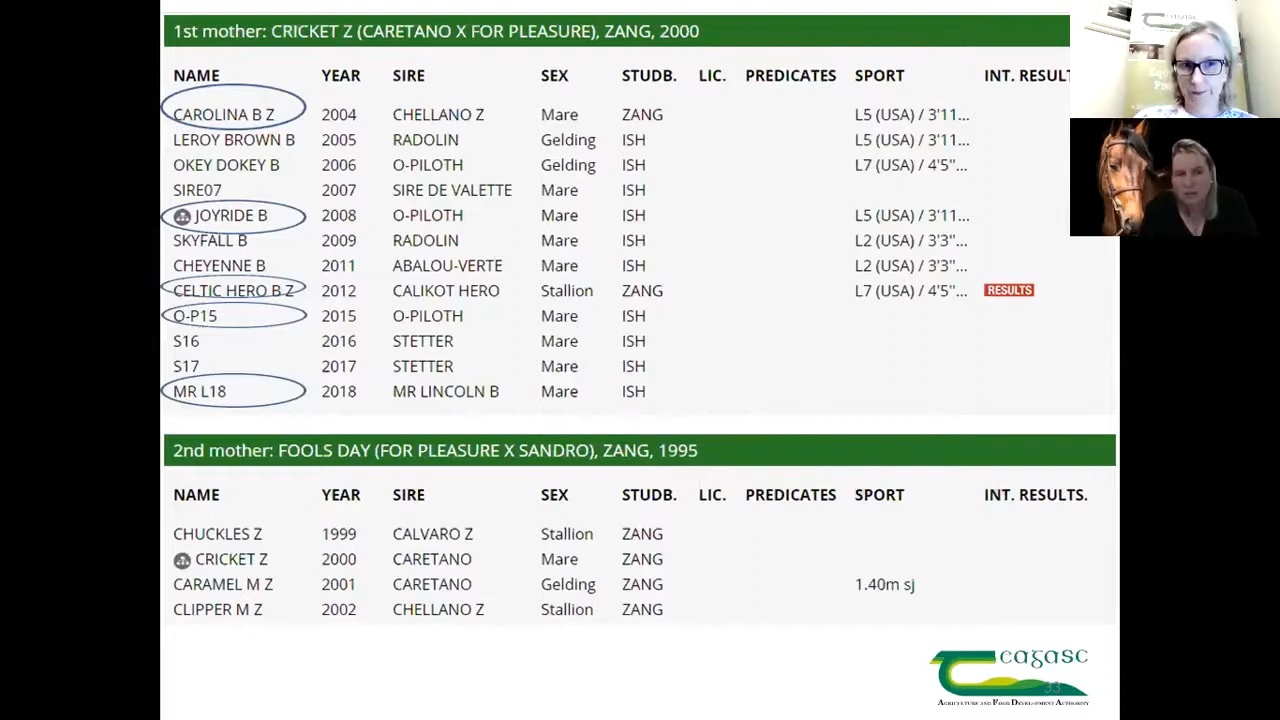 1st mother: CRICKET Z (CARETANO X FOR PLEASURE), ZANG, 2000
NAME YEAR SIRE SEX STUDB. LIC. PREDICATES SPORT INT. RESULT
CAROLINA B Z 2004 CHELLANO Z Mare ZANG L5 (USA) / 3'11...
LEROY BROWN B 2005 RADOLIN Gelding ISH L5 (USA) / 3'11...
OKEY DOKEY B 2006 O-PILOTH Gelding ISH L7 (USA) / 4'5"...
SIRE07 2007 SIRE DE VALETTE Mare ISH
JOYRIDE B 2008 O-PILOTH Mare ISH L5 (USA) / 3'11...
SKYFALL B 2009 RADOLIN Mare ISH L2 (USA) / 3'3"...
CHEYENNE B 2011 ABALOU-VERTE Mare ISH L2 (USA) / 3'3"...
CELTIC HERO B Z 2012 CALIKOT HERO Stallion ZANG L7 (USA) / 4'5"... RESULTS
O-P15 2015 O-PILOTH Mare ISH
S16 2016 STETTER Mare ISH
S17 2017 STETTER Mare ISH
MR L18 2018 MR LINCOLN B Mare ISH
2nd mother: FOOLS DAY (FOR PLEASURE X SANDRO), ZANG, 1995
NAME YEAR SIRE SEX STUDB. LIC. PREDICATES SPORT INT. RESULTS.
CHUCKLES Z 1999 CALVARO Z Stallion ZANG
CRICKET Z 2000 CARETANO Mare ZANG
CARAMEL M Z 2001 CARETANO Gelding ZANG 1.40m sj
CLIPPER M Z 2002 CHELLANO Z Stallion ZANG
eagasc
33
AGRICULTURE AND FOOD DEVELOPMENT AUTHORITY